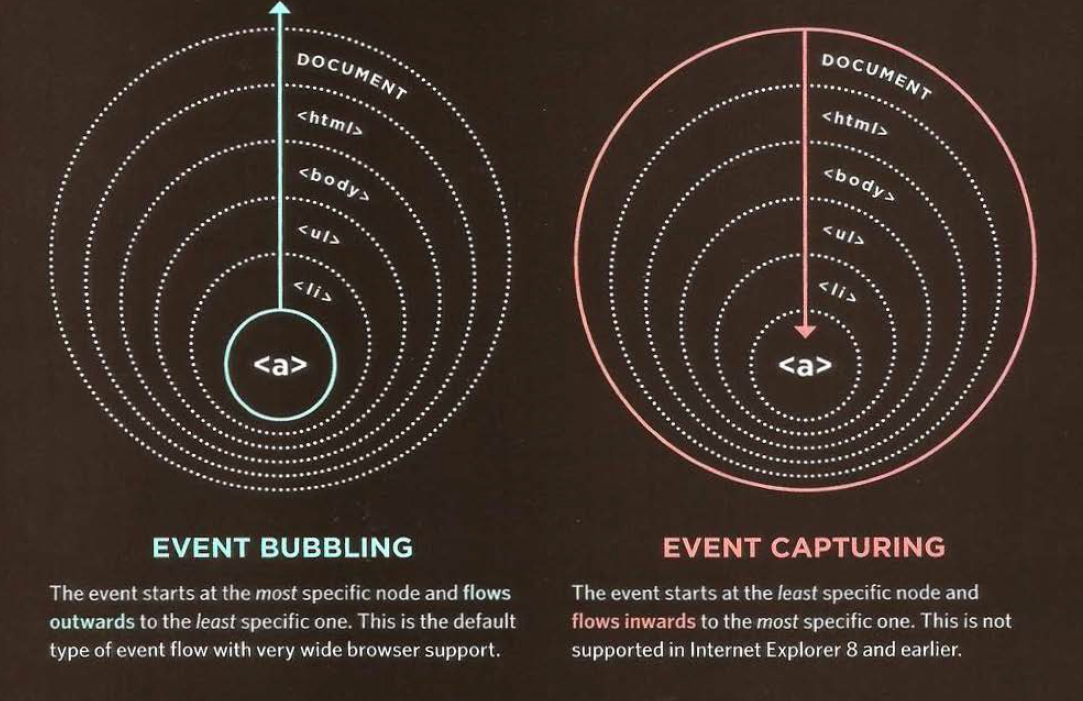 DOCUMENT
<html>
<body>
<ul>
<li>
<a>
EVENT BUBBLING
The event starts at the most specific node and flows
outwards to the least specific one. This is the default
type of event flow with very wide browser support.
DOCUMENT
<html>
<body>
<ul>
<li>
<a>
EVENT CAPTURING
The event starts at the least specific node and
flows inwards to the most specific one. This is not
supported in Internet Explorer 8 and earlier.